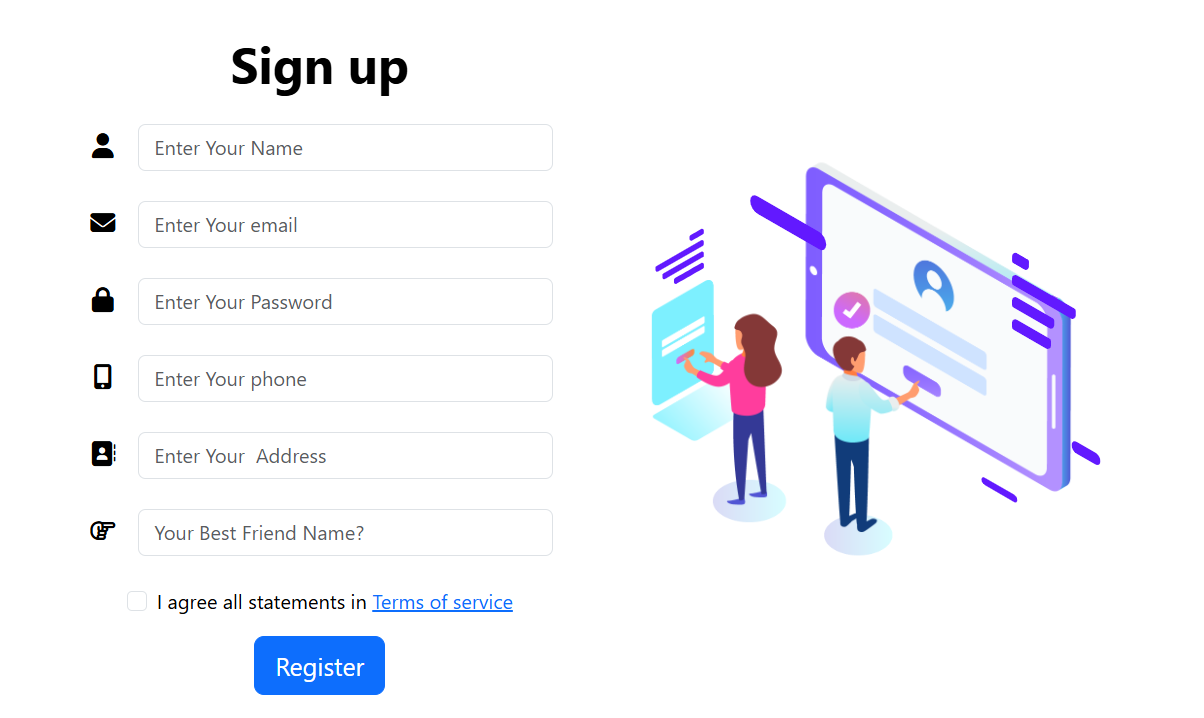 Sign up
Enter Your Name
Enter Your email
Enter Your Password
Enter Your phone
Enter Your  Address
Your Best Friend Name?
I agree all statements in Terms of service
Register